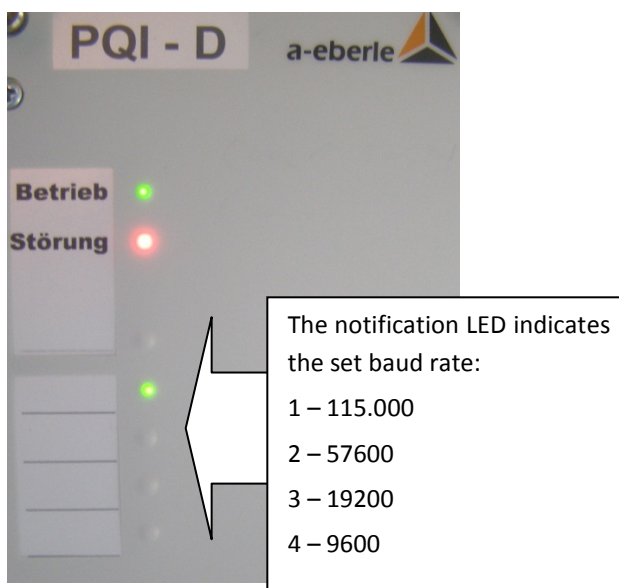 PQI - D
a-eberle
Betrieb
Störung
The notification LED indicates
the set baud rate:
1 – 115.000
2 – 57600
3 – 19200
4 – 9600